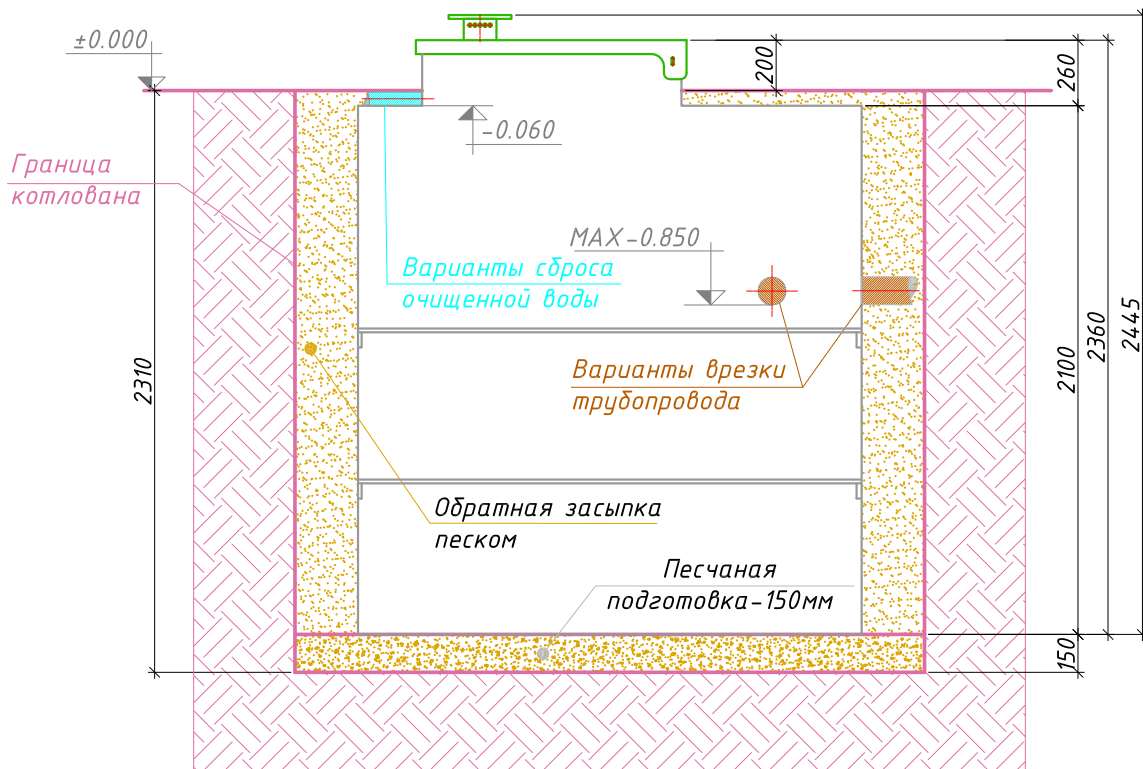 ±0.000
200
260
-0.060
Граница
котлована
MAX-0.850
Варианты сброса
очищенной воды
2445
2360
2100
2310
Варианты врезки
трубопровода
Обратная засыпка
песком
Песчаная
подготовка-150мм
150